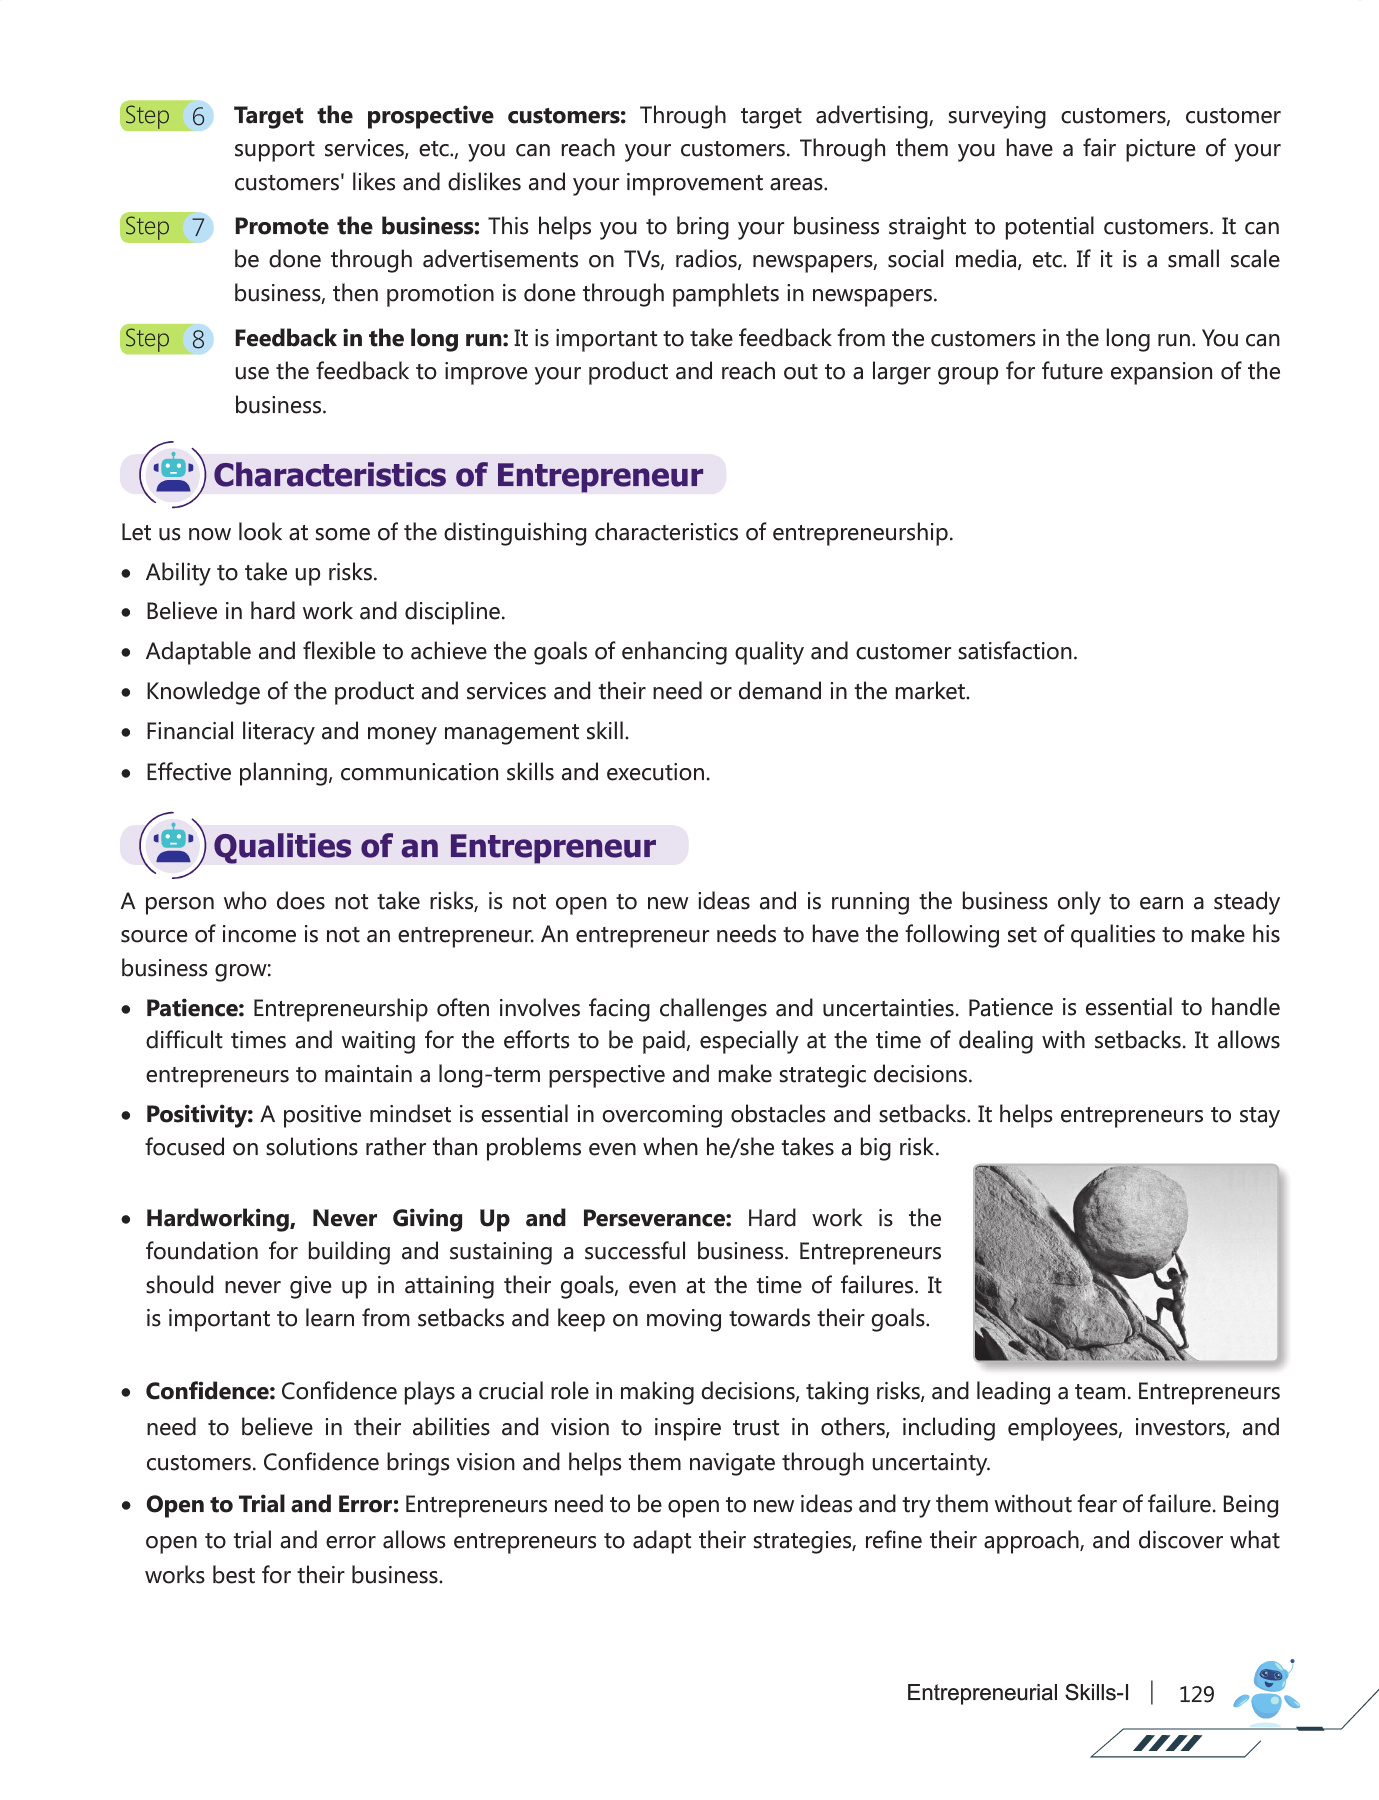 Step 6 Target the prospective customers: Through target advertising, surveying customers, customer
support services, etc., you can reach your customers. Through them you have a fair picture of your
customers' likes and dislikes and your improvement areas.
Step 7 Promote the business: This helps you to bring your business straight to potential customers. It can
be done through advertisements on TVs, radios, newspapers, social media, etc. If it is a small scale
business, then promotion is done through pamphlets in newspapers.
Step 8 Feedback in the long run: It is important to take feedback from the customers in the long run. You can
use the feedback to improve your product and reach out to a larger group for future expansion of the
business.
Characteristics of Entrepreneur
Let us now look at some of the distinguishing characteristics of entrepreneurship.
• Ability to take up risks.
• Believe in hard work and discipline.
• Adaptable and flexible to achieve the goals of enhancing quality and customer satisfaction.
• Knowledge of the product and services and their need or demand in the market.
• Financial literacy and money management skill.
• Effective planning, communication skills and execution.
Qualities of an Entrepreneur
A person who does not take risks, is not open to new ideas and is running the business only to earn a steady
source of income is not an entrepreneur. An entrepreneur needs to have the following set of qualities to make his
business grow:
• Patience: Entrepreneurship often involves facing challenges and uncertainties. Patience is essential to handle
difficult times and waiting for the efforts to be paid, especially at the time of dealing with setbacks. It allows
entrepreneurs to maintain a long-term perspective and make strategic decisions.
• Positivity: A positive mindset is essential in overcoming obstacles and setbacks. It helps entrepreneurs to stay
focused on solutions rather than problems even when he/she takes a big risk.
• Hardworking, Never Giving Up and Perseverance: Hard work is the
foundation for building and sustaining a successful business. Entrepreneurs
should never give up in attaining their goals, even at the time of failures. It
is important to learn from setbacks and keep on moving towards their goals.
• Confidence: Confidence plays a crucial role in making decisions, taking risks, and leading a team. Entrepreneurs
need to believe in their abilities and vision to inspire trust in others, including employees, investors, and
customers. Confidence brings vision and helps them navigate through uncertainty.
• Open to Trial and Error: Entrepreneurs need to be open to new ideas and try them without fear of failure. Being
open to trial and error allows entrepreneurs to adapt their strategies, refine their approach, and discover what
works best for their business.
Entrepreneurial Skills-I | 129